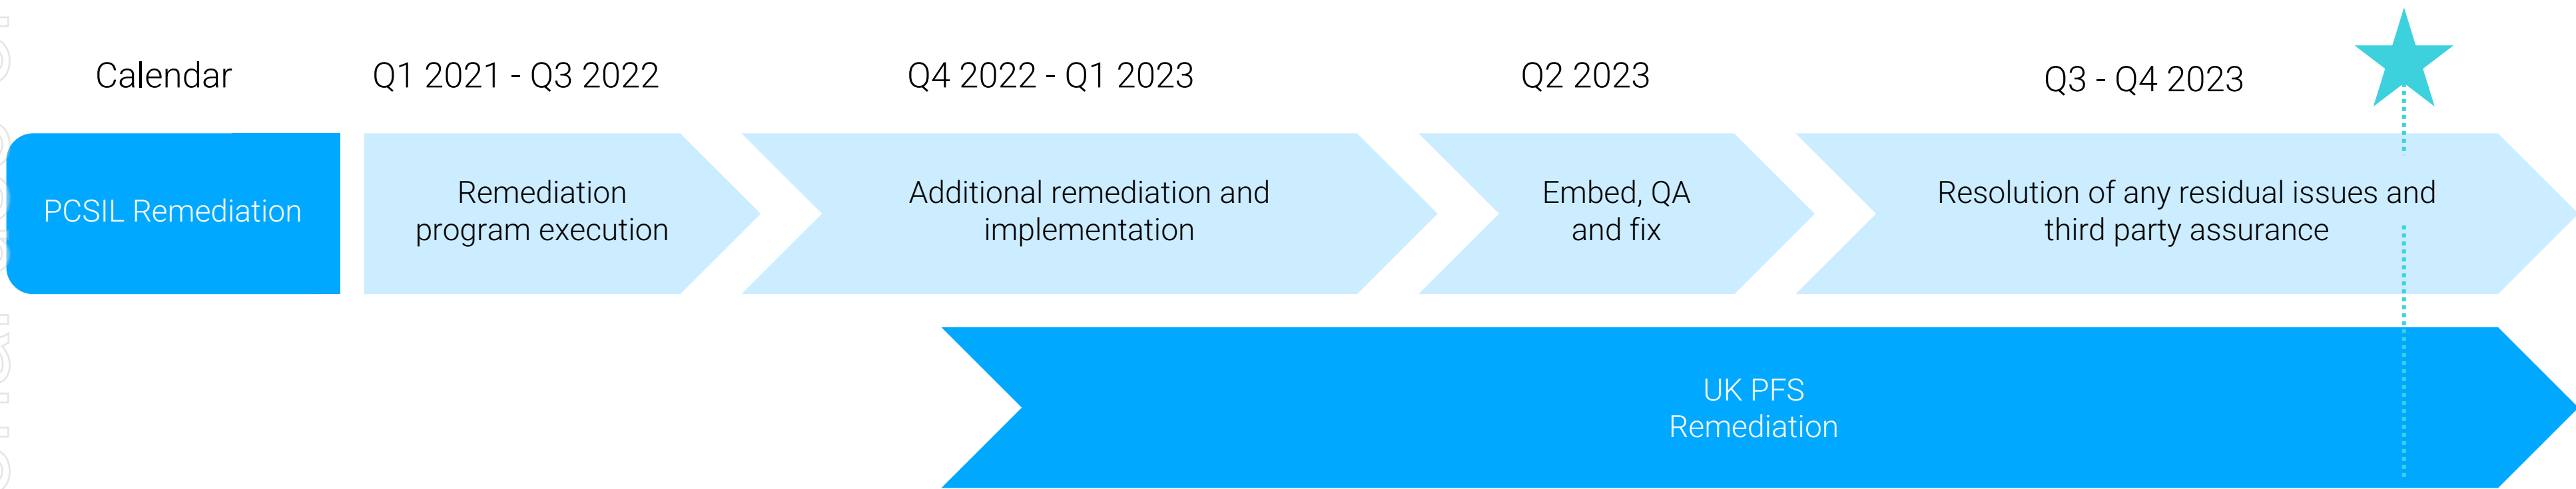 Calendar
Q1 2021 - Q3 2022
Q4 2022 - Q1 2023
Q2 2023
Q3 - Q4 2023
PCSIL Remediation
Remediation
program execution
Additional remediation and
implementation
Embed, QA
and fix
Resolution of any residual issues and
third party assurance
UK PFS
Remediation